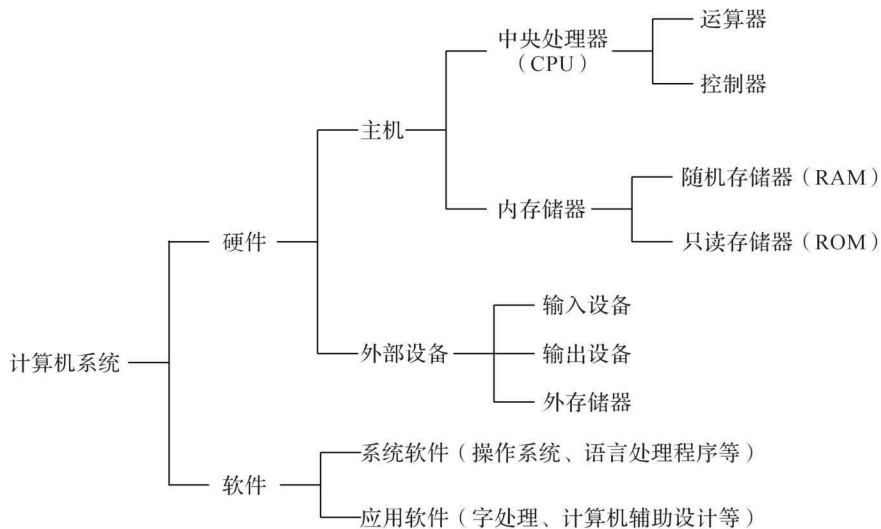 计算机系统
硬件
主机
中央处理器
（CPU）
运算器
控制器
内存储器
随机存储器（RAM）
只读存储器（ROM）
外部设备
输入设备
输出设备
外存储器
软件
系统软件（操作系统、语言处理程序等）
应用软件（字处理、计算机辅助设计等）